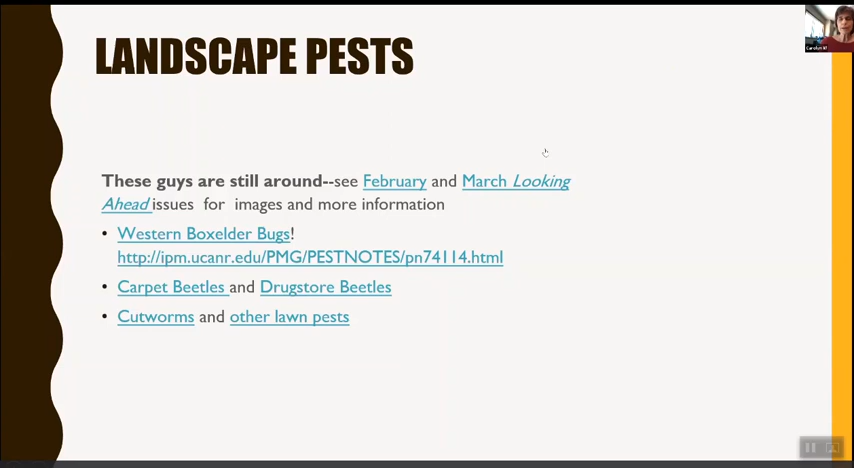 LANDSCAPE PESTS
These guys are still around--see February and March Looking
Ahead issues for images and more information
• Western Boxelder Bugs!
http://ipm.ucanr.edu/PMG/PESTNOTES/pn74114.html
• Carpet Beetles and Drugstore Beetles
• Cutworms and other lawn pests